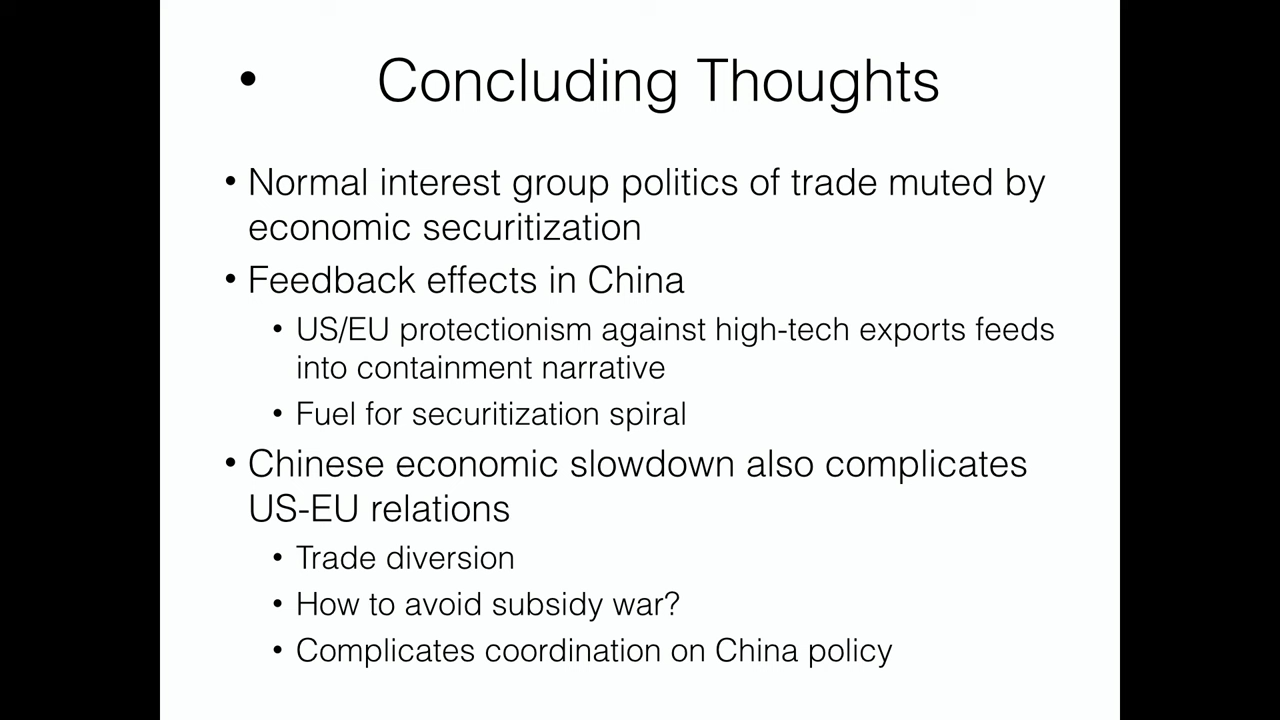 • Concluding Thoughts
• Normal interest group politics of trade muted by
economic securitization
• Feedback effects in China
• US/EU protectionism against high-tech exports feeds
into containment narrative
• Fuel for securitization spiral
• Chinese economic slowdown also complicates
US-EU relations
• Trade diversion
• How to avoid subsidy war?
• Complicates coordination on China policy